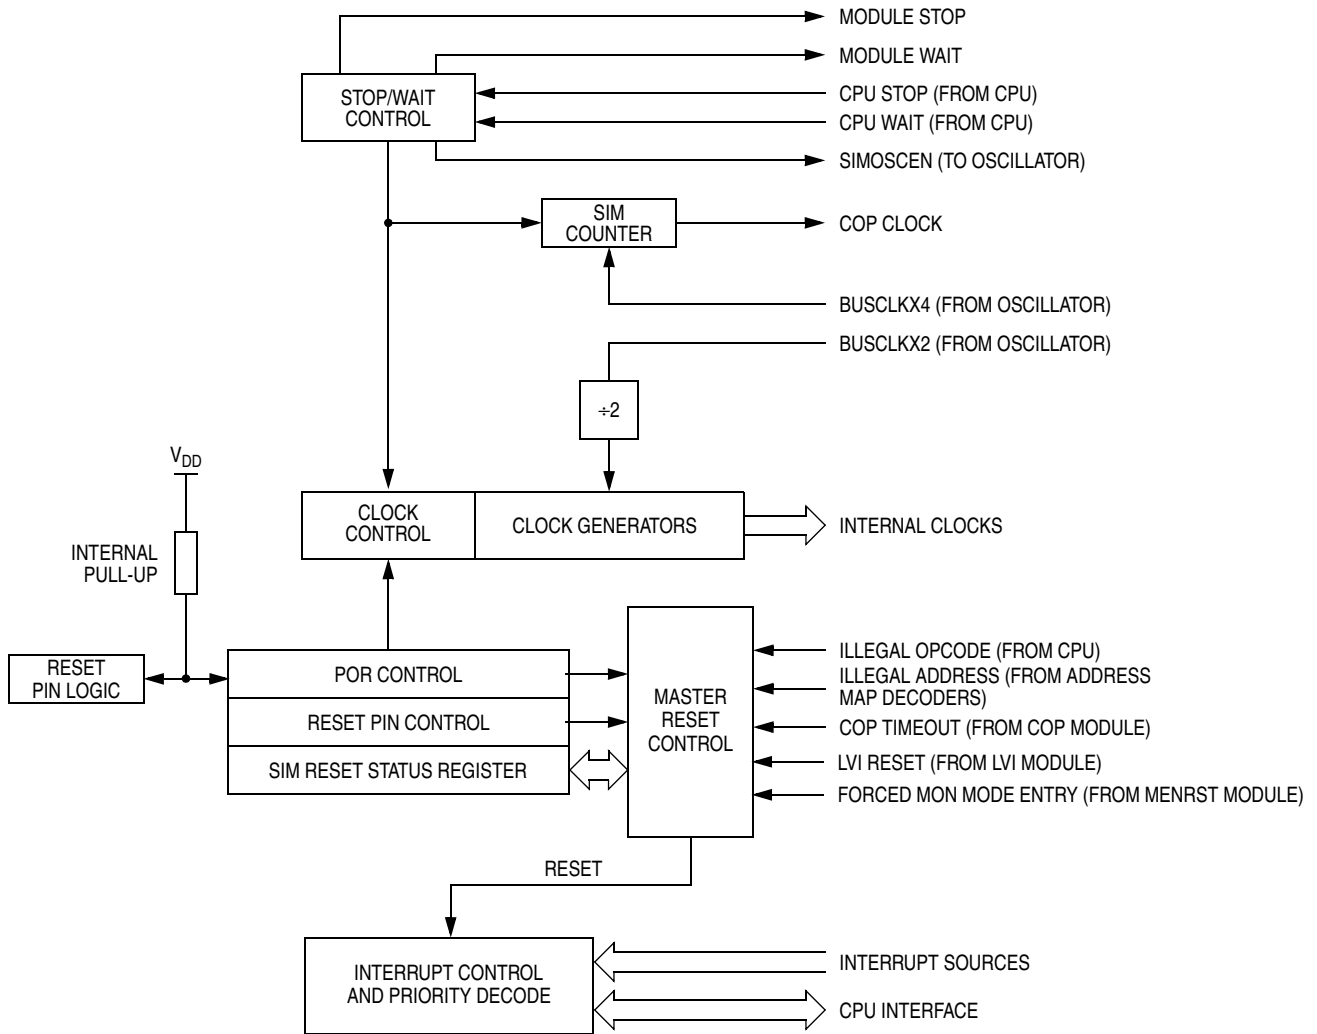 MODULE STOP
MODULE WAIT
STOP/WAIT
CONTROL
CPU STOP (FROM CPU)
CPU WAIT (FROM CPU)
SIMOSCEN (TO OSCILLATOR)
SIM
COUNTER
COP CLOCK
BUSCLKX4 (FROM OSCILLATOR)
BUSCLKX2 (FROM OSCILLATOR)
÷2
VDD
INTERNAL
PULL-UP
CLOCK
CONTROL
CLOCK GENERATORS
INTERNAL CLOCKS
RESET
PIN LOGIC
POR CONTROL
RESET PIN CONTROL
SIM RESET STATUS REGISTER
MASTER
RESET
CONTROL
ILLEGAL OPCODE (FROM CPU)
ILLEGAL ADDRESS (FROM ADDRESS
MAP DECODERS)
COP TIMEOUT (FROM COP MODULE)
LVI RESET (FROM LVI MODULE)
FORCED MON MODE ENTRY (FROM MENRST MODULE)
RESET
INTERRUPT CONTROL
AND PRIORITY DECODE
INTERRUPT SOURCES
CPU INTERFACE